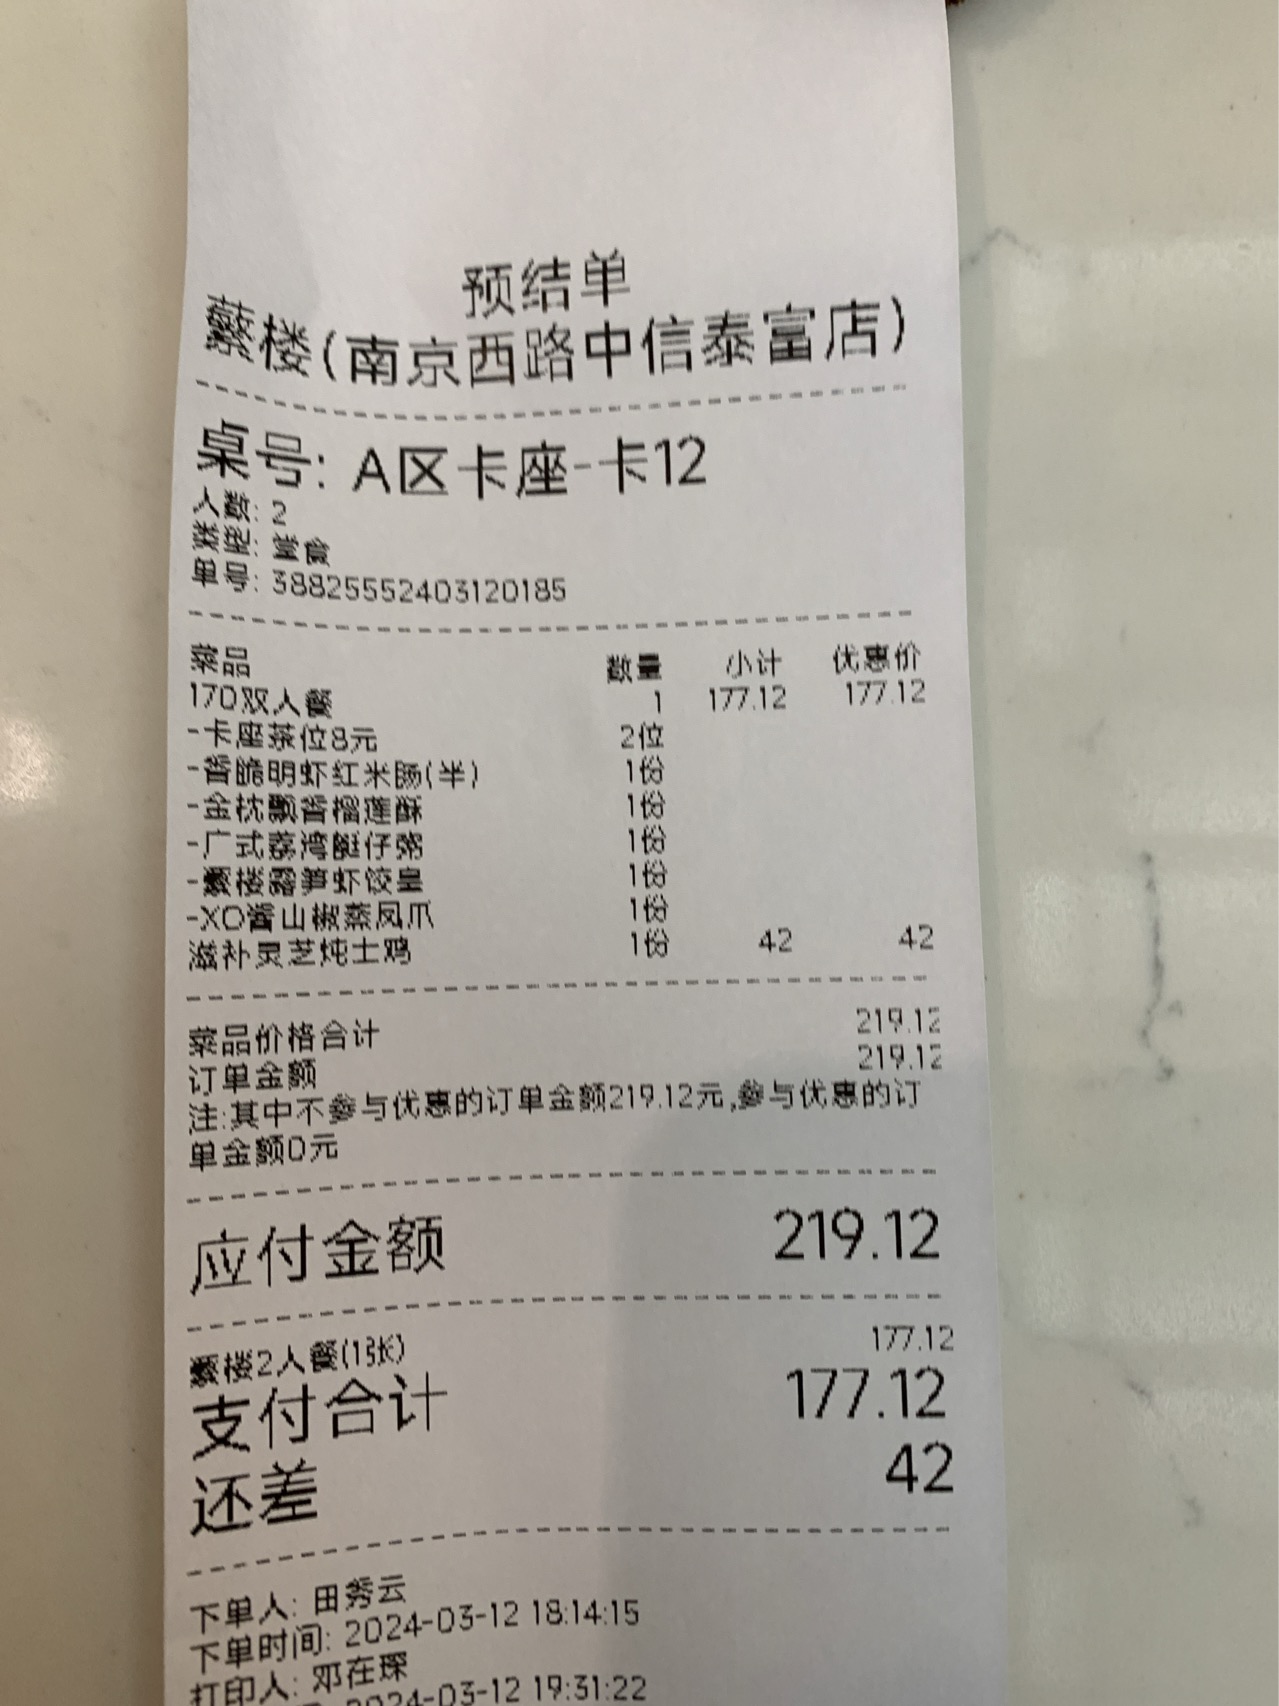 预结单
蘩楼(南京西路中信泰富店)
桌号: A区卡座-卡12
人数: 2
类型: 堂食
单号: 38825552403120185
菜品 数量 小计 优惠价
170双人餐 1 177.12 177.12
-卡座茶位8元 2位
-香脆明虾红米肠(半) 1份
-金枕飘香榴莲酥 1份
-广式荔湾艇仔粥 1份
-蘩楼露笋虾饺皇 1份
-XO酱山椒蒸凤爪 1份
滋补灵芝炖土鸡 1份 42 42
菜品价格合计 219.12
订单金额 219.12
注:其中不参与优惠的订单金额219.12元,参与优惠的订
单金额0元
应付金额 219.12
蘩楼2人餐(1张) 177.12
支付合计 177.12
还差 42
下单人: 田秀云
下单时间: 2024-03-12 18:14:15
打印人: 邓在琛
2024-03-12 19:31:22